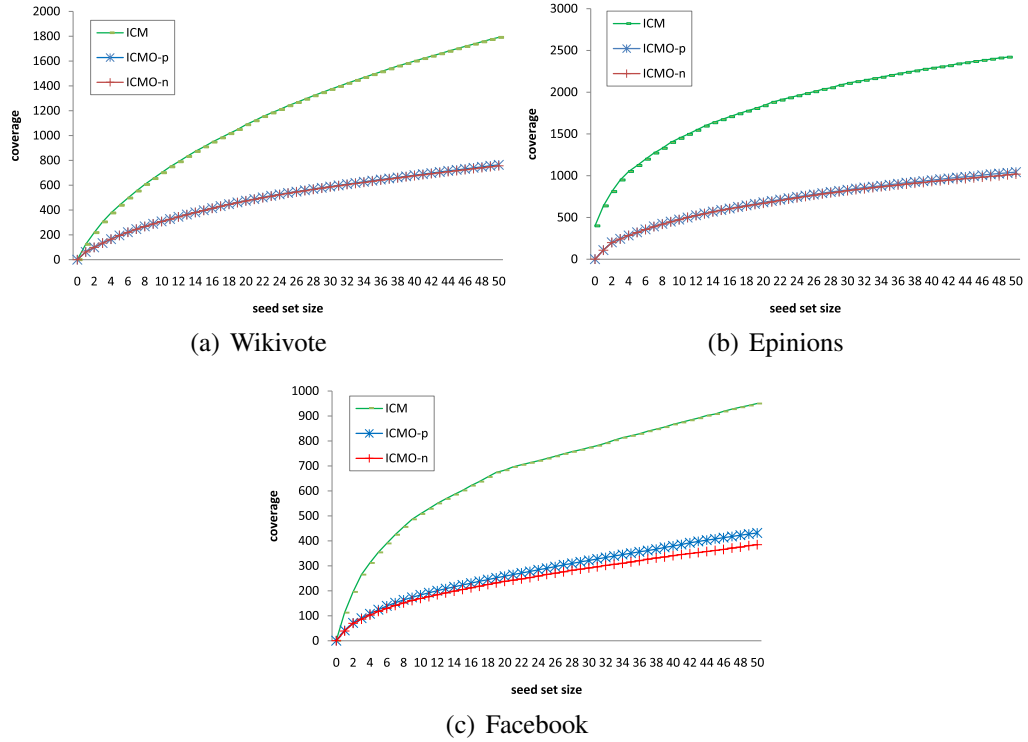 2000
1800
1600
1400
1200
1000
800
600
400
200
0
coverage
ICM
ICMO-p
ICMO-n
0 2 4 6 8 10 12 14 16 18 20 22 24 26 28 30 32 34 36 38 40 42 44 46 48 50
seed set size
(a) Wikivote
3000
2500
2000
1500
1000
500
0
coverage
ICM
ICMO-p
ICMO-n
0 2 4 6 8 10 12 14 16 18 20 22 24 26 28 30 32 34 36 38 40 42 44 46 48 50
seed set size
(b) Epinions
1000
900
800
700
600
500
400
300
200
100
0
coverage
ICM
ICMO-p
ICMO-n
0 2 4 6 8 10 12 14 16 18 20 22 24 26 28 30 32 34 36 38 40 42 44 46 48 50
seed set size
(c) Facebook